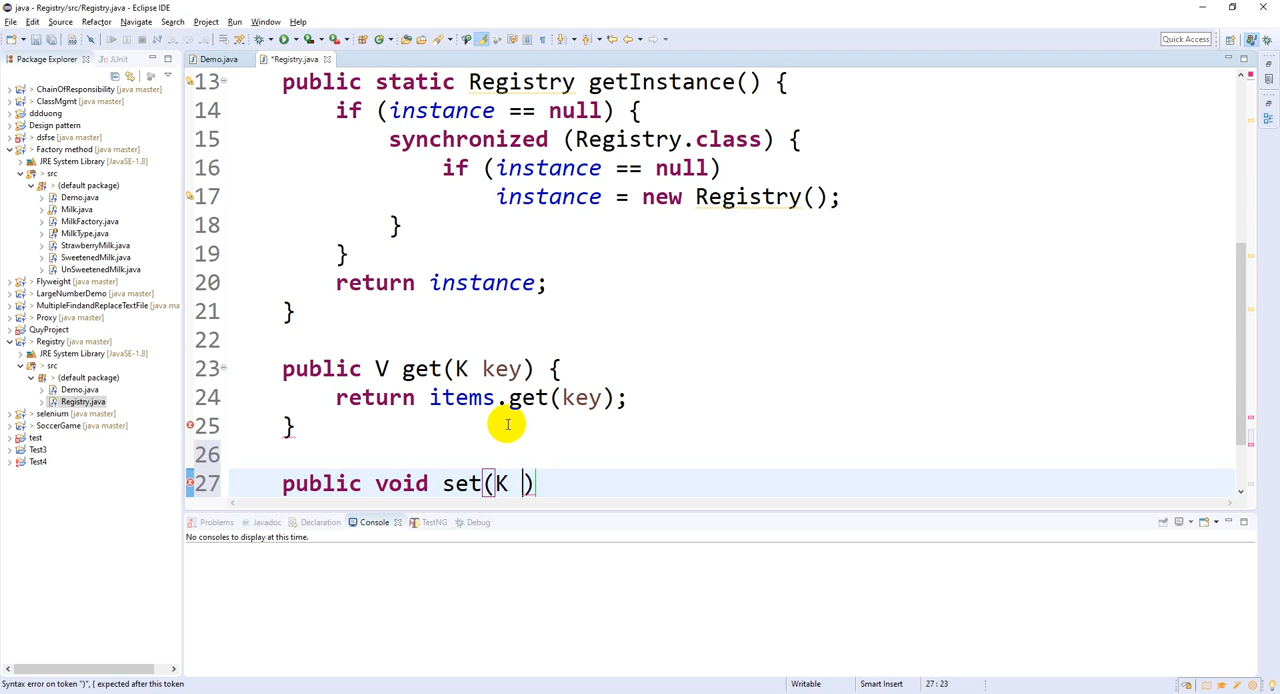 java - Registry/src/Registry.java - Eclipse IDE
File Edit Source Refactor Navigate Search Project Run Window Help
Quick Access
Package Explorer JUnit
Demo.java *Registry.java
> ChainOfResponsibility [java master]
> ClassMgmt [java master]
ddduong
Design pattern
> dsfse [java master]
> Factory method [java master]
JRE System Library [JavaSE-1.8]
> src
> (default package)
Demo.java
Milk.java
MilkFactory.java
MilkType.java
StrawberryMilk.java
SweetenedMilk.java
UnSweetenedMilk.java
> Flyweight [java master]
> LargeNumberDemo [java master]
> MultipleFindandReplaceTextFile [java ma
> Proxy [java master]
QuyProject
> Registry [java master]
JRE System Library [JavaSE-1.8]
> src
> (default package)
Demo.java
Registry.java
> selenium [java master]
> SoccerGame [java master]
test
Test3
Test4
13 public static Registry getInstance() {
14 if (instance == null) {
15 synchronized (Registry.class) {
16 if (instance == null)
17 instance = new Registry();
18 }
19 }
20 return instance;
21 }
22
23 public V get(K key) {
24 return items.get(key);
25 }
26
27 public void set(K )
Problems Javadoc Declaration Console TestNG Debug
No consoles to display at this time.
Syntax error on token ")", { expected after this token
Writable Smart Insert 27:23